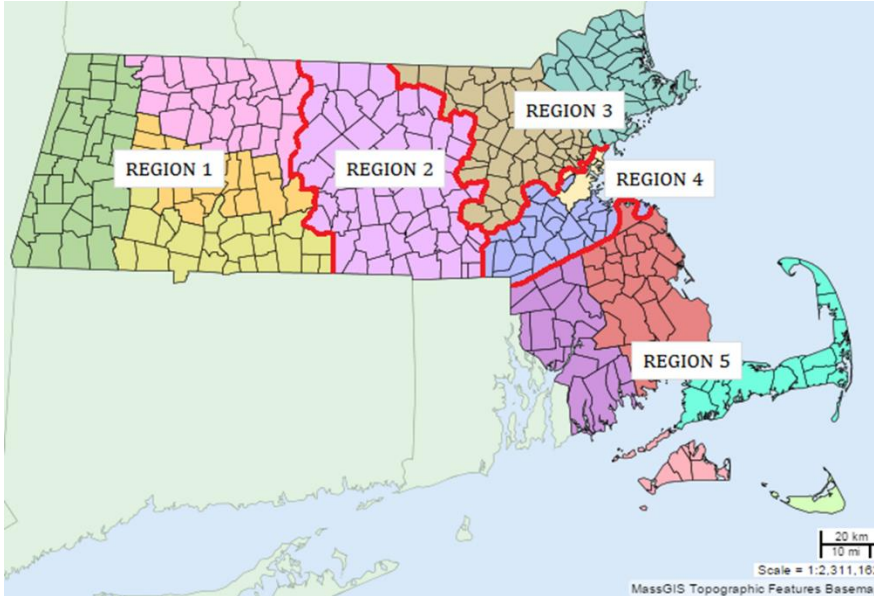 REGION 3
REGION 1
REGION 2
REGION 4
REGION 5
20 km
10 mi
Scale = 1:2,311,162
MassGIS Topographic Features Basema